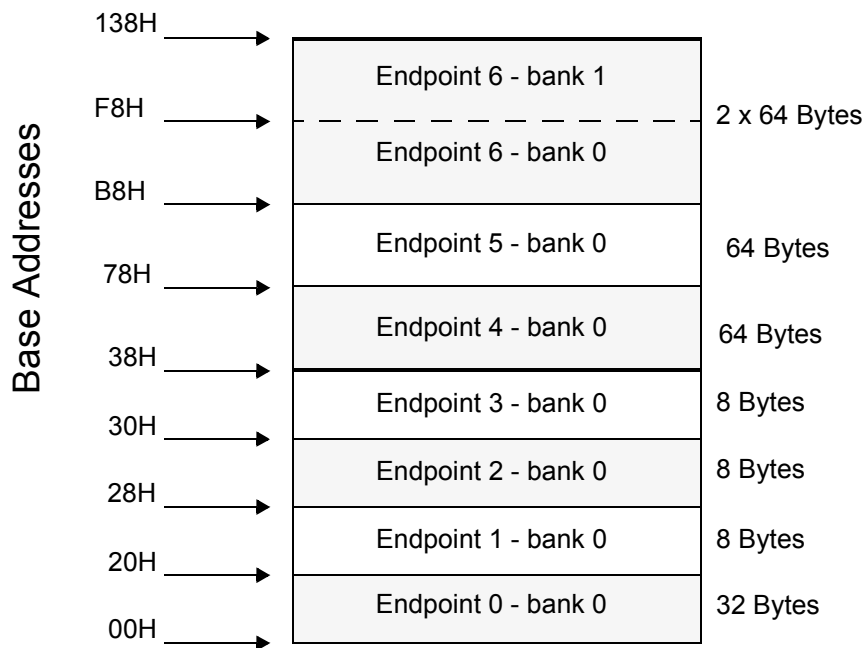 138H
Endpoint 6 - bank 1
F8H
2 x 64 Bytes
Endpoint 6 - bank 0
B8H
Endpoint 5 - bank 0
64 Bytes
78H
Endpoint 4 - bank 0
64 Bytes
38H
Endpoint 3 - bank 0
8 Bytes
30H
Endpoint 2 - bank 0
8 Bytes
28H
Endpoint 1 - bank 0
8 Bytes
20H
Endpoint 0 - bank 0
32 Bytes
00H
Base Addresses